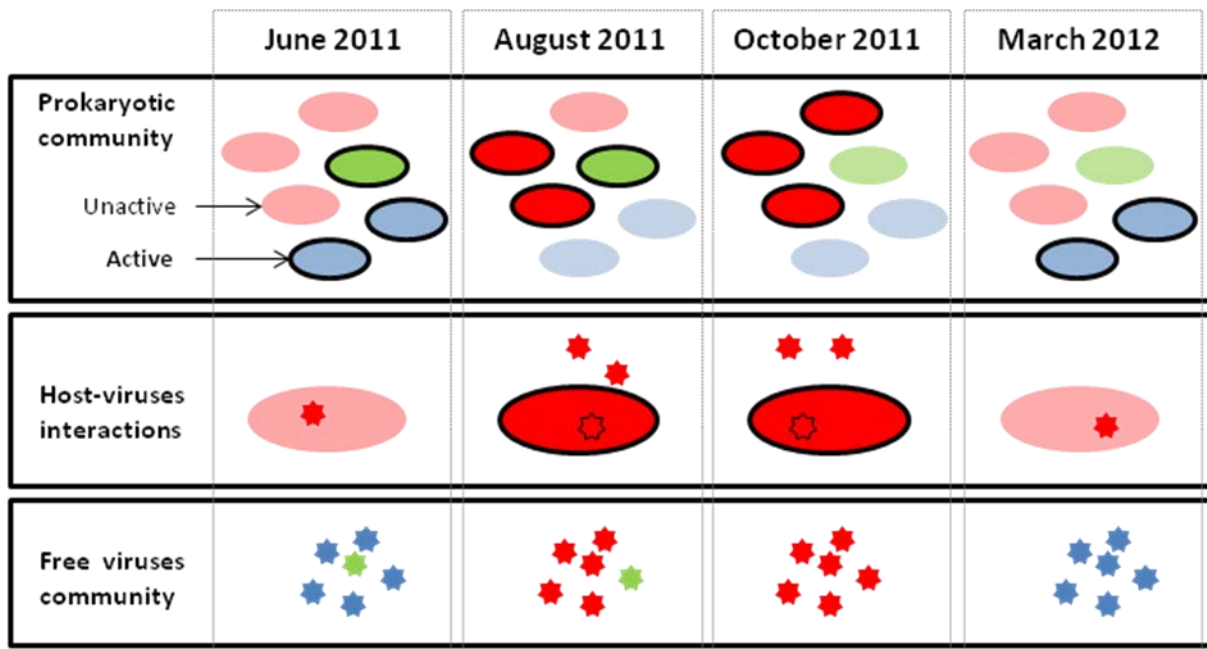 June 2011
August 2011
October 2011
March 2012
Prokaryotic
community
Unactive
Active
Host-viruses
interactions
Free viruses
community